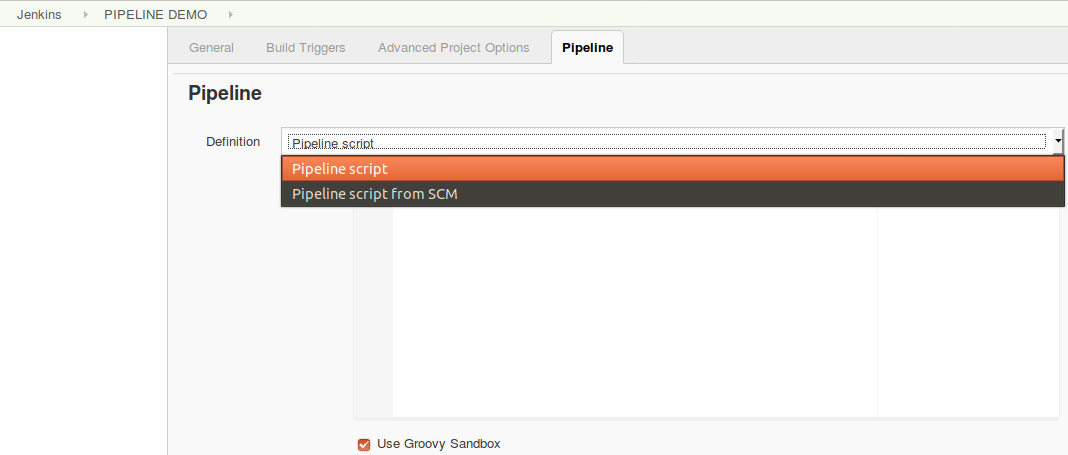 Jenkins PIPELINE DEMO
General Build Triggers Advanced Project Options Pipeline
Pipeline
Definition Pipeline script
Pipeline script
Pipeline script from SCM
Use Groovy Sandbox